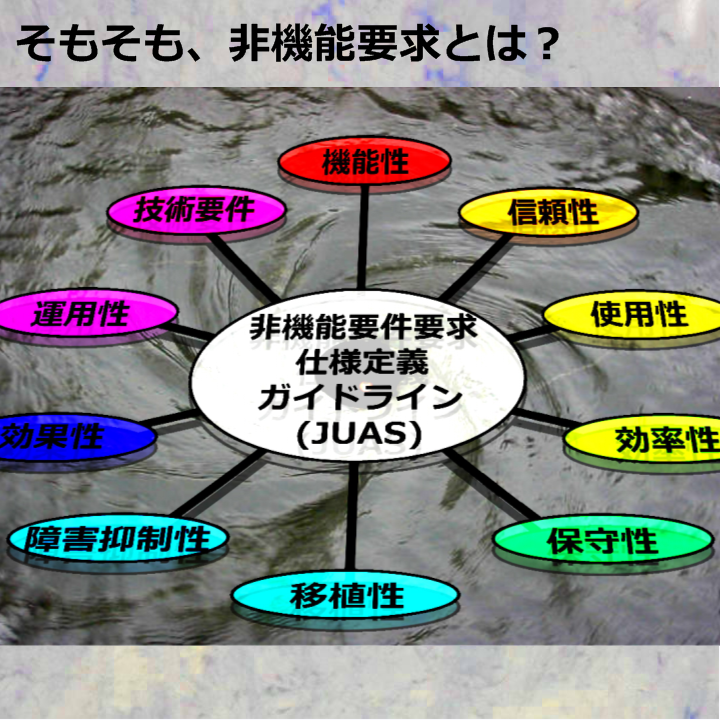 そもそも、非機能要求とは？
機能性
技術要件
信頼性
運用性
使用性
非機能要件要求
仕様定義
ガイドライン
(JUAS)
効果性
効率性
障害抑制性
保守性
移植性